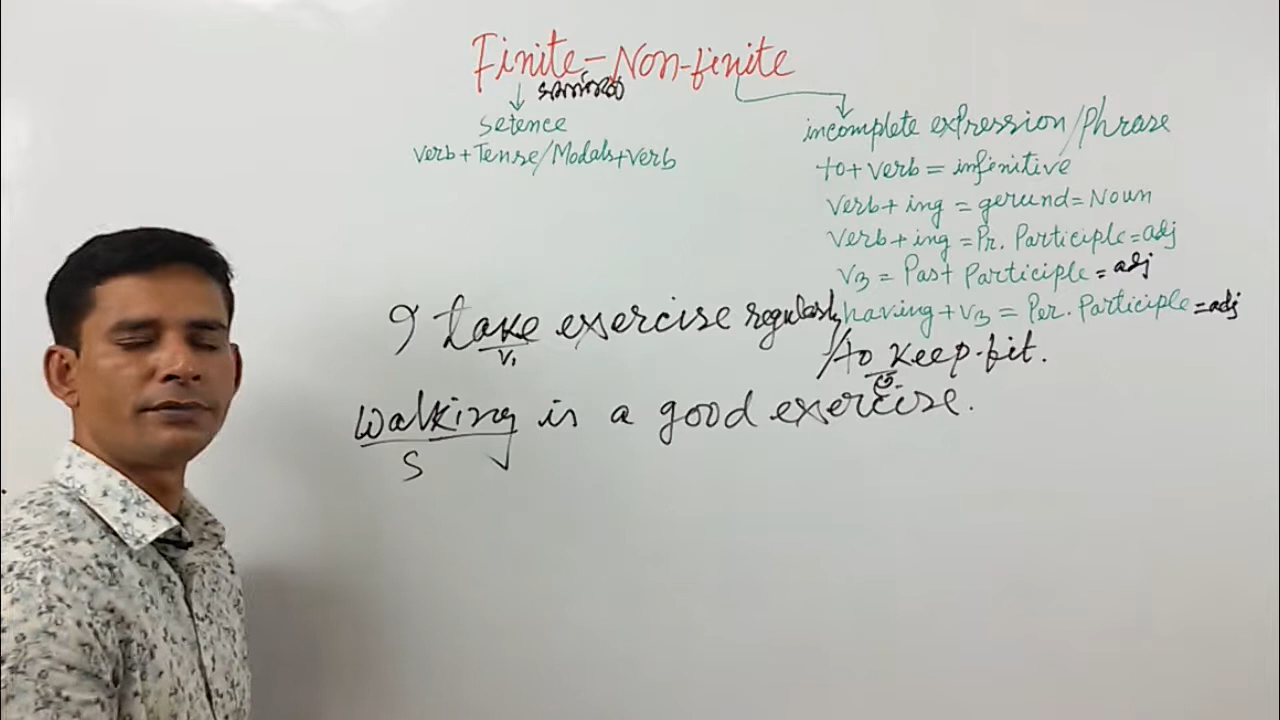 Finite-Non-finite
setence
verb+Tense/Modals+verb
incomplete expression/Phrase
to+verb=infinitive
verb+ing=gerund=Noun
verb+ing=Pr. Participle=adj
V3=Past Participle=adj
having+V3=Per. Participle=adj
I take exercise regularly
V1
/to keep fit.
walking is a good exercise.
S